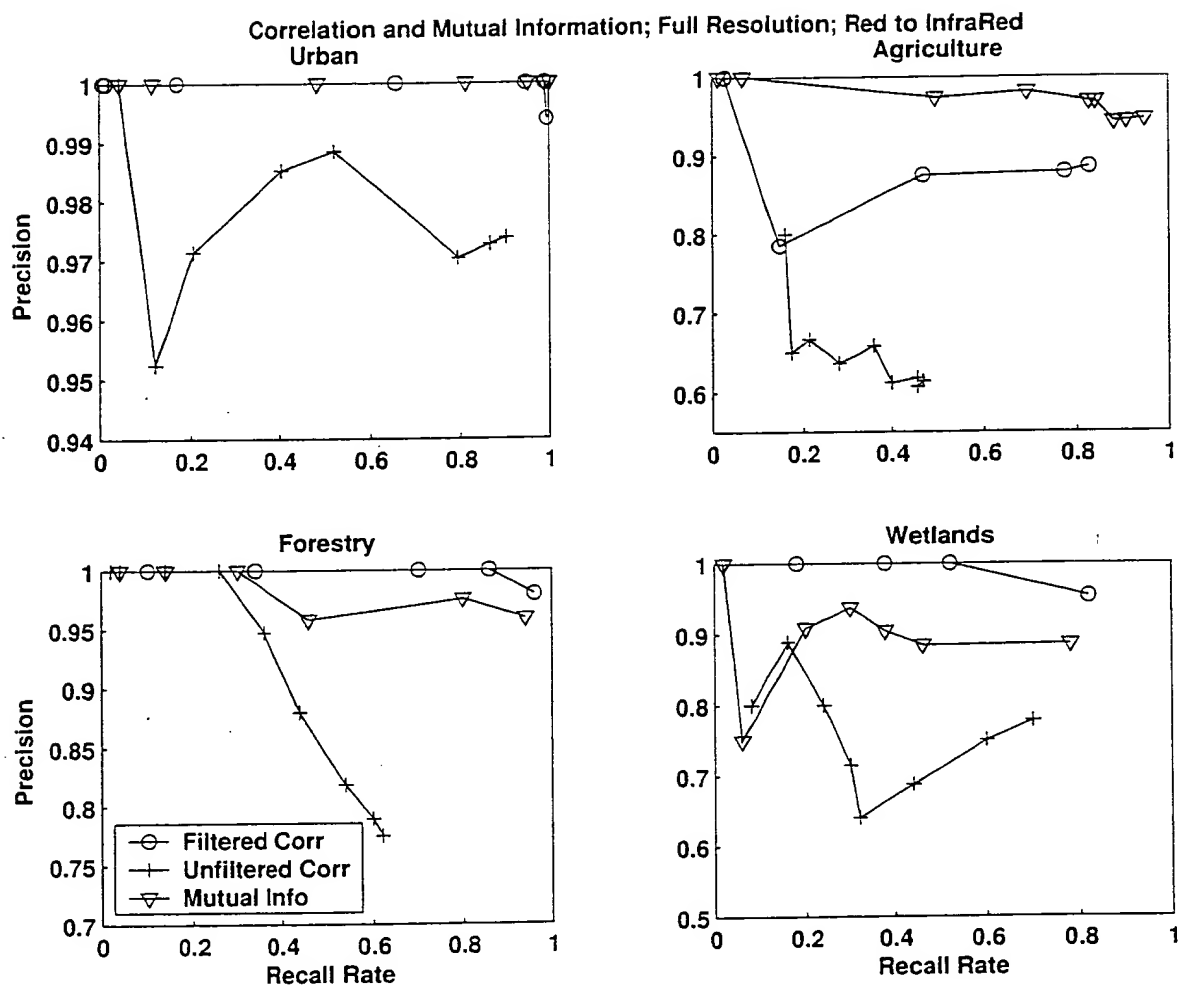 Correlation and Mutual Information; Full Resolution; Red to InfraRed
Urban
Agriculture
1
0.99
0.98
0.97
0.96
0.95
0.94
Precision
0 0.2 0.4 0.6 0.8 1
1
0.9
0.8
0.7
0.6
0 0.2 0.4 0.6 0.8 1
Forestry
Wetlands
1
0.95
0.9
0.85
0.8
0.75
0.7
Precision
Filtered Corr
Unfiltered Corr
Mutual Info
0 0.2 0.4 0.6 0.8 1
Recall Rate
1
0.9
0.8
0.7
0.6
0.5
0 0.2 0.4 0.6 0.8 1
Recall Rate